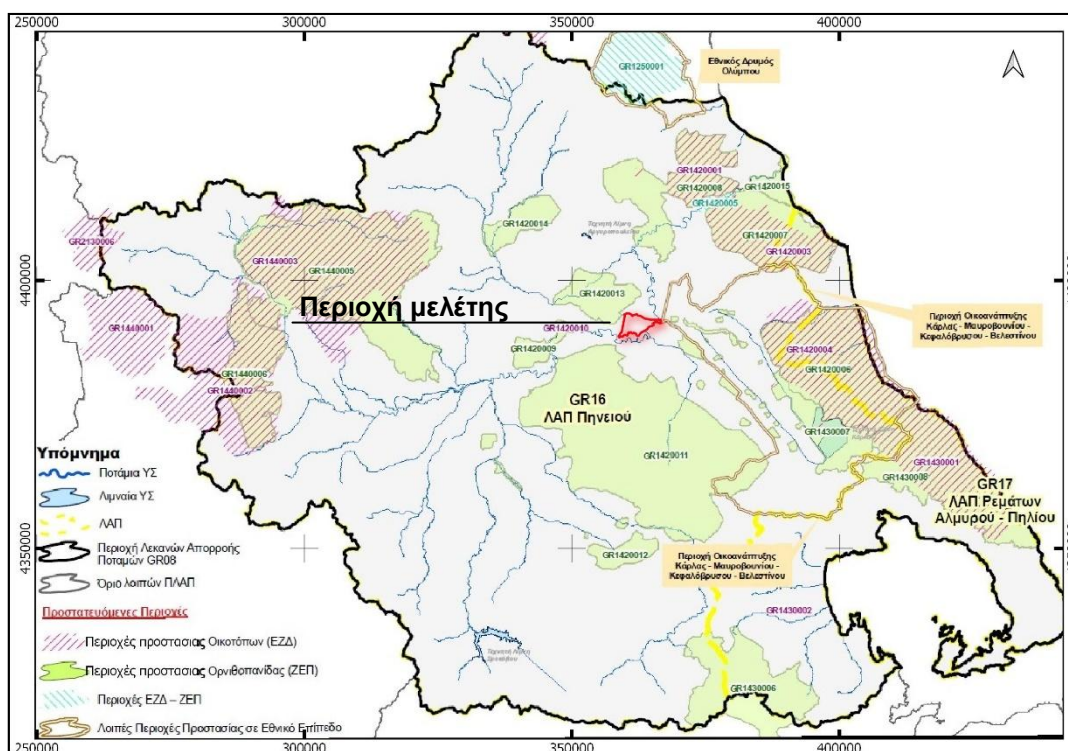 250000
300000
350000
400000
GR1250001
Εθνικός Δρυμός
Ολύμπου
GR1420001
GR1420008
GR1420015
GR1420005
GR2130006
GR1420014
GR1420007
GR1440003
GR1440005
GR1420003
4400000
GR1420013
Περιοχή μελέτης
Περιοχή Οικοανάπτυξης
Κάρλας - Μαυροβουνίου -
Κεφαλόβρυσου - Βελεστίνου
GR1440001
GR1420010
GR1420009
GR1420004
GR1440006
GR1420006
GR1440002
GR16
ΛΑΠ Πηνειού
GR1430007
GR1420011
GR1430001
GR1430008
GR17
ΛΑΠ Ρεμάτων
Αλμυρού - Πηλίου
Υπόμνημα
Ποτάμια ΥΣ
Λιμναία ΥΣ
ΛΑΠ
Περιοχή Λεκανών Απορροής
Ποταμών GR08
Όριο λοιπών ΠΛΑΠ
Προστατευόμενες Περιοχές
Περιοχές προστασίας Οικοτόπων (ΕΖΔ)
Περιοχές προστασίας Ορνιθοπανίδας (ΖΕΠ)
Περιοχές ΕΖΔ – ΖΕΠ
Λοιπές Περιοχές Προστασίας σε Εθνικό Επίπεδο
4350000
GR1420012
Περιοχή Οικοανάπτυξης
Κάρλας - Μαυροβουνίου -
Κεφαλόβρυσου - Βελεστίνου
GR1430002
GR1430006
250000
300000
350000
400000